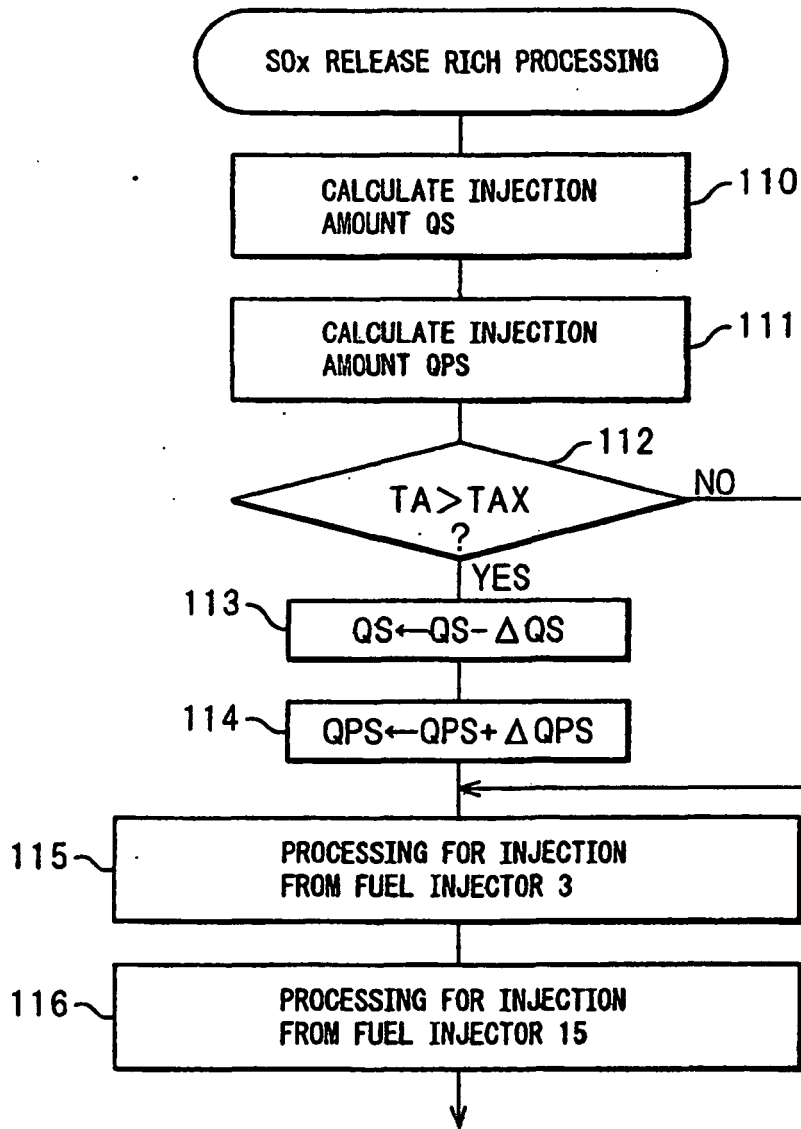 SOx RELEASE RICH PROCESSING
CALCULATE INJECTION
AMOUNT QS
110
CALCULATE INJECTION
AMOUNT QPS
111
112
TA>TAX
?
NO
YES
113
QS←QS-ΔQS
114
QPS←QPS+ΔQPS
115
PROCESSING FOR INJECTION
FROM FUEL INJECTOR 3
116
PROCESSING FOR INJECTION
FROM FUEL INJECTOR 15